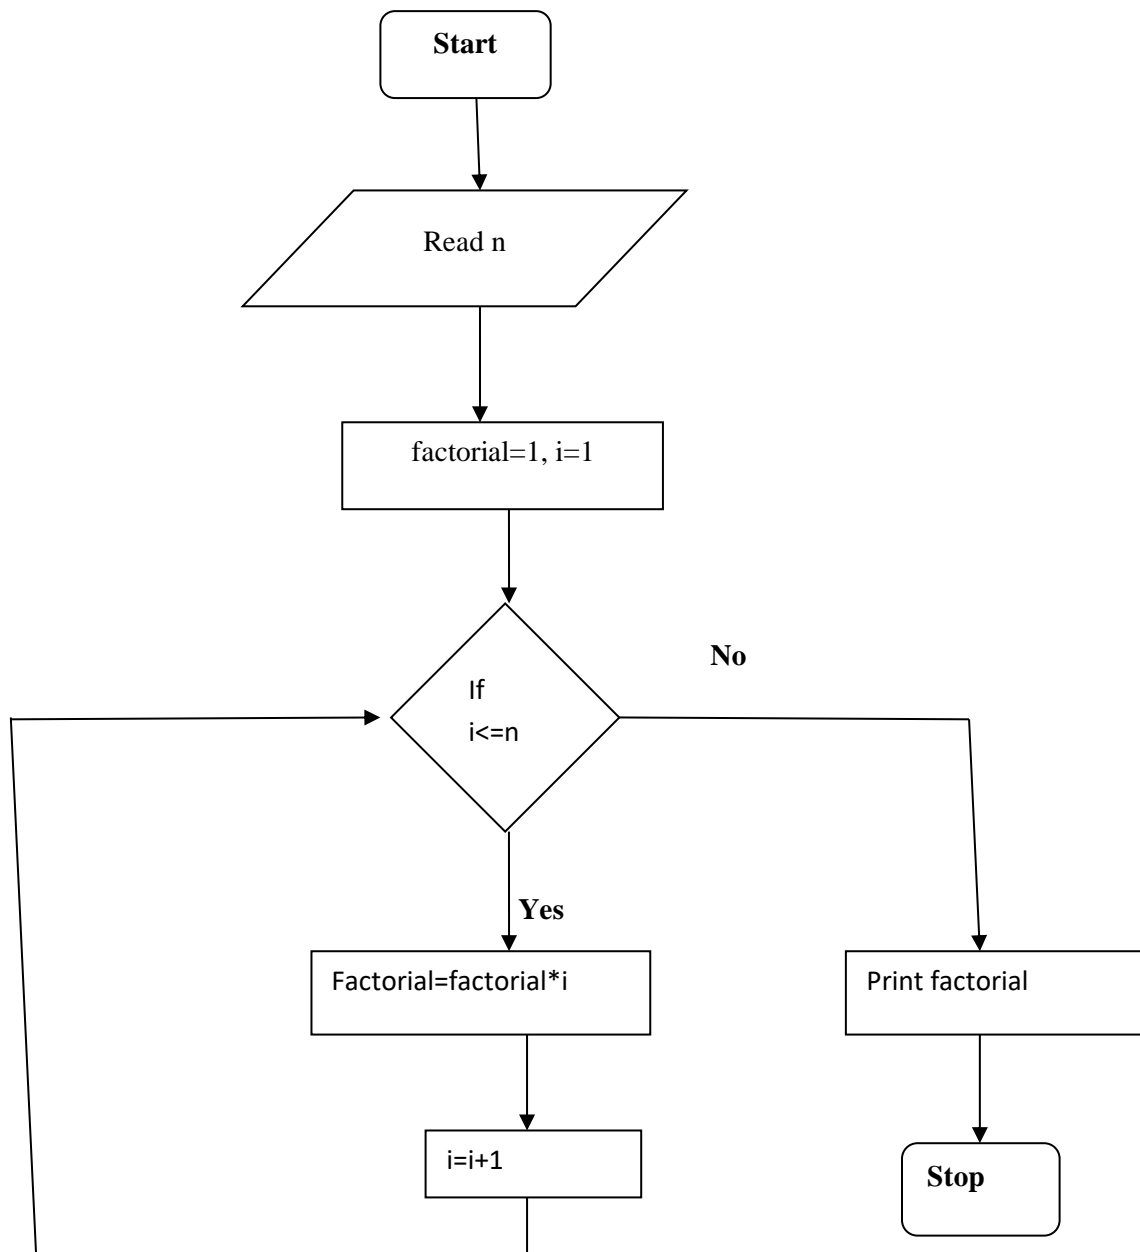 Start
Read n
factorial=1, i=1
No
If
i<=n
Yes
Factorial=factorial*i
Print factorial
i=i+1
Stop